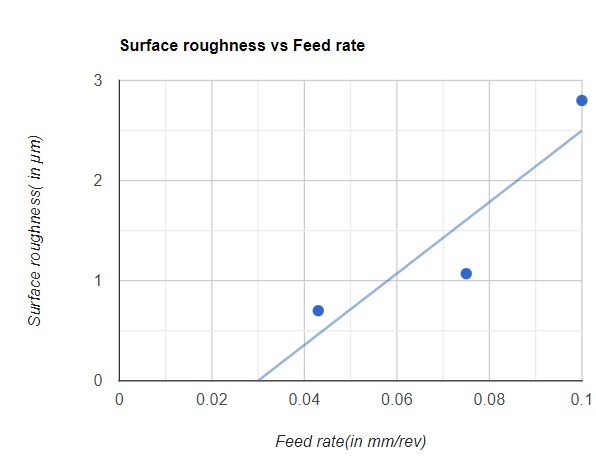 Surface roughness vs Feed rate
3
2
1
0
Surface roughness( in µm)
0 0.02 0.04 0.06 0.08 0.1
Feed rate(in mm/rev)